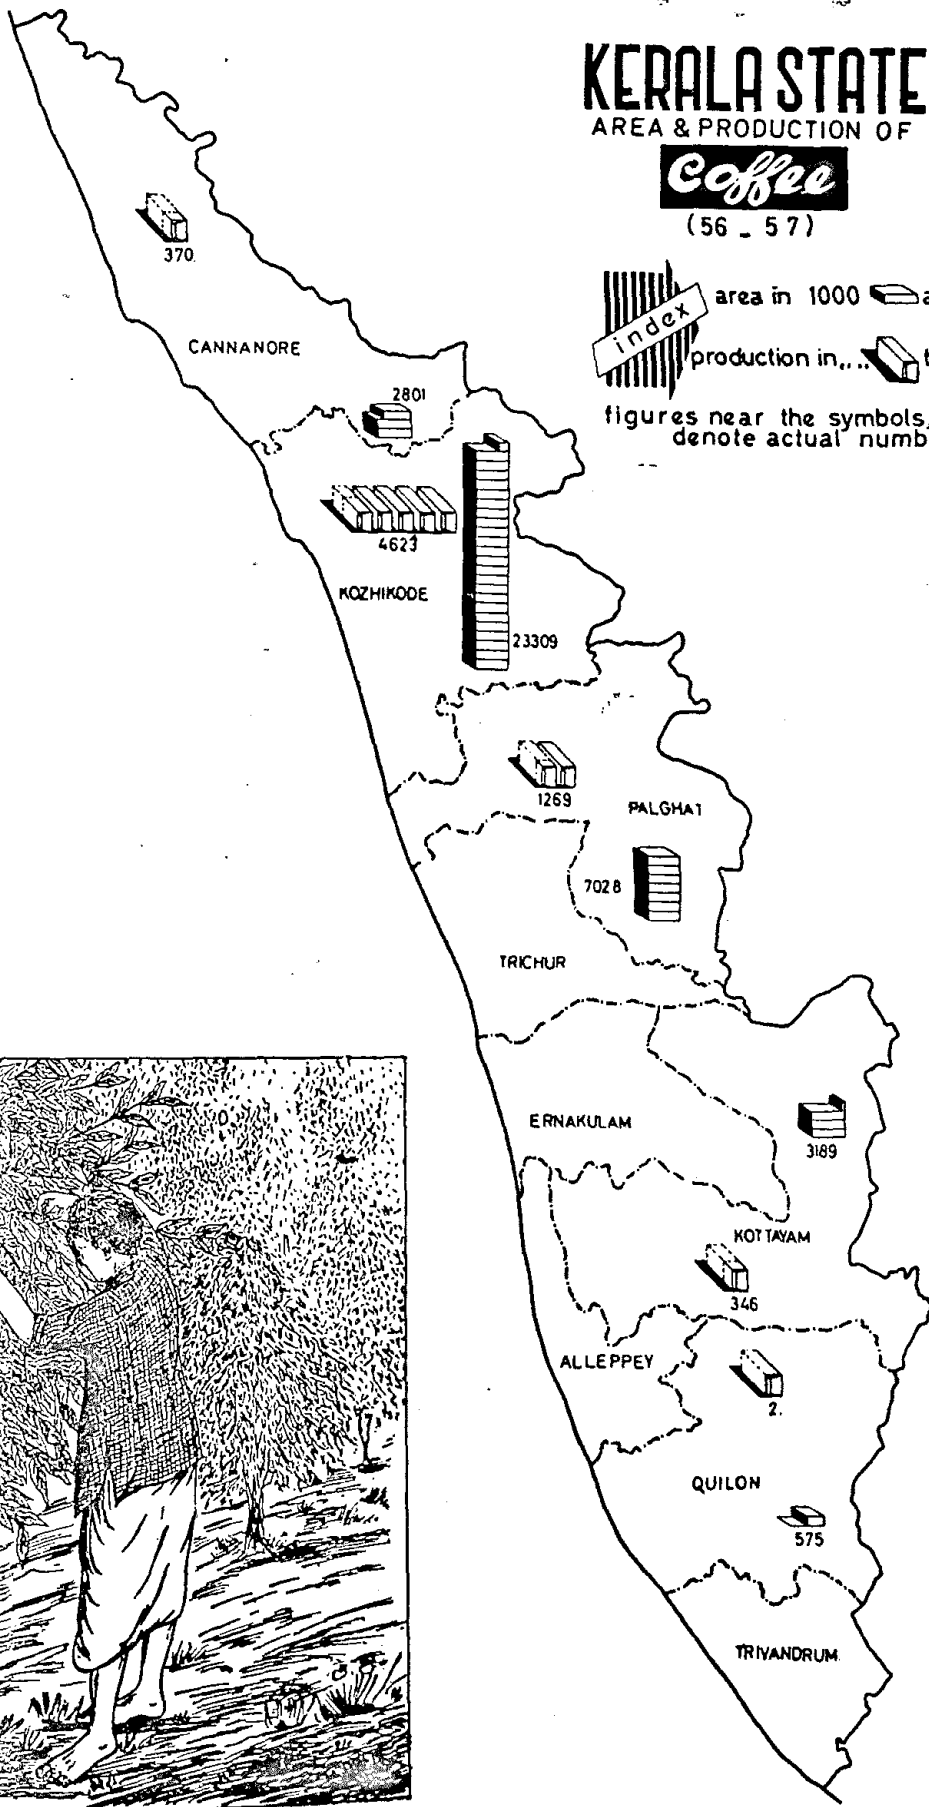 KERALA STATE
AREA & PRODUCTION OF
Coffee
(56 - 57)
index
area in 1000 a
production in,... t
figures near the symbols,
denote actual numb
370.
CANNANORE
2801
4623
KOZHIKODE
23309
1269
PALGHAT
7028
TRICHUR
ERNAKULAM
3189
KOTTAYAM
346
ALLEPPEY
2.
QUILON
575
TRIVANDRUM